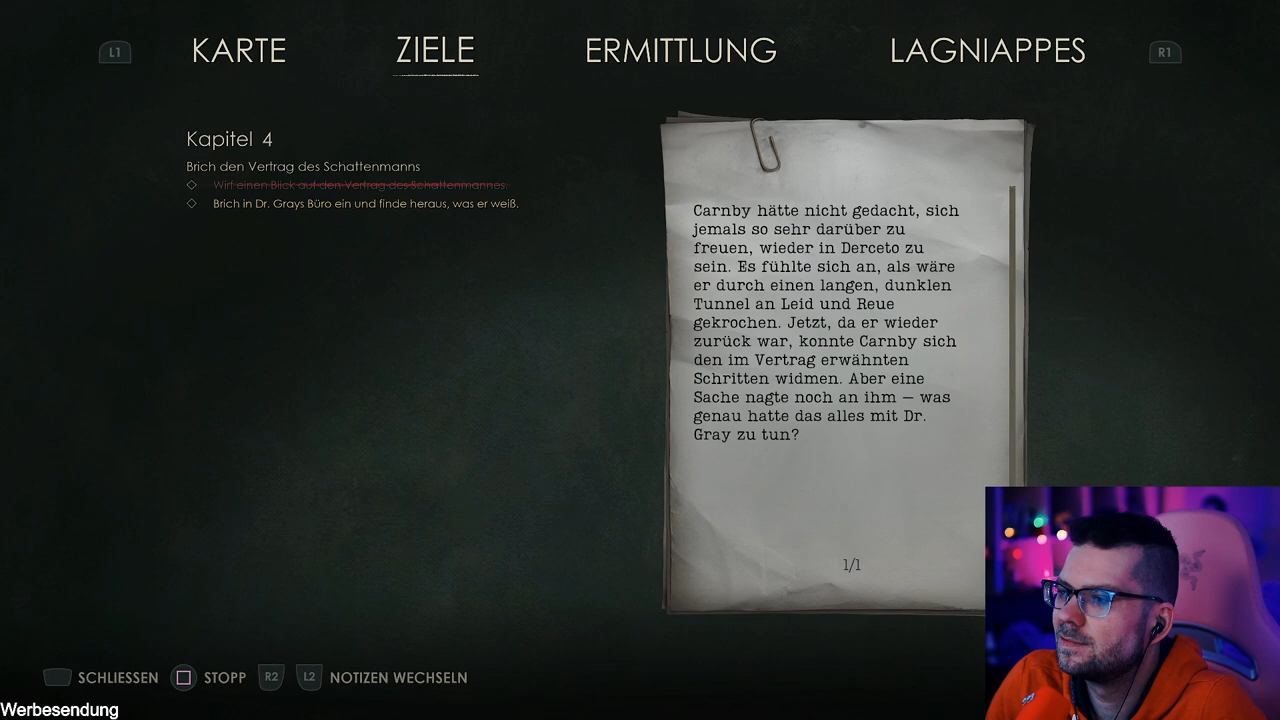 L1
KARTE
ZIELE
ERMITTLUNG
LAGNIAPPES
R1
Kapitel 4
Brich den Vertrag des Schattenmanns
Wirf einen Blick auf den Vertrag des Schattenmannes.
Brich in Dr. Grays Büro ein und finde heraus, was er weiß.
Carnby hätte nicht gedacht, sich
jemals so sehr darüber zu
freuen, wieder in Derceto zu
sein. Es fühlte sich an, als wäre
er durch einen langen, dunklen
Tunnel an Leid und Reue
gekrochen. Jetzt, da er wieder
zurück war, konnte Carnby sich
den im Vertrag erwähnten
Schritten widmen. Aber eine
Sache nagte noch an ihm – was
genau hatte das alles mit Dr.
Gray zu tun?
1/1
SCHLIESSEN
STOPP
R2
L2
NOTIZEN WECHSELN
Werbesendung